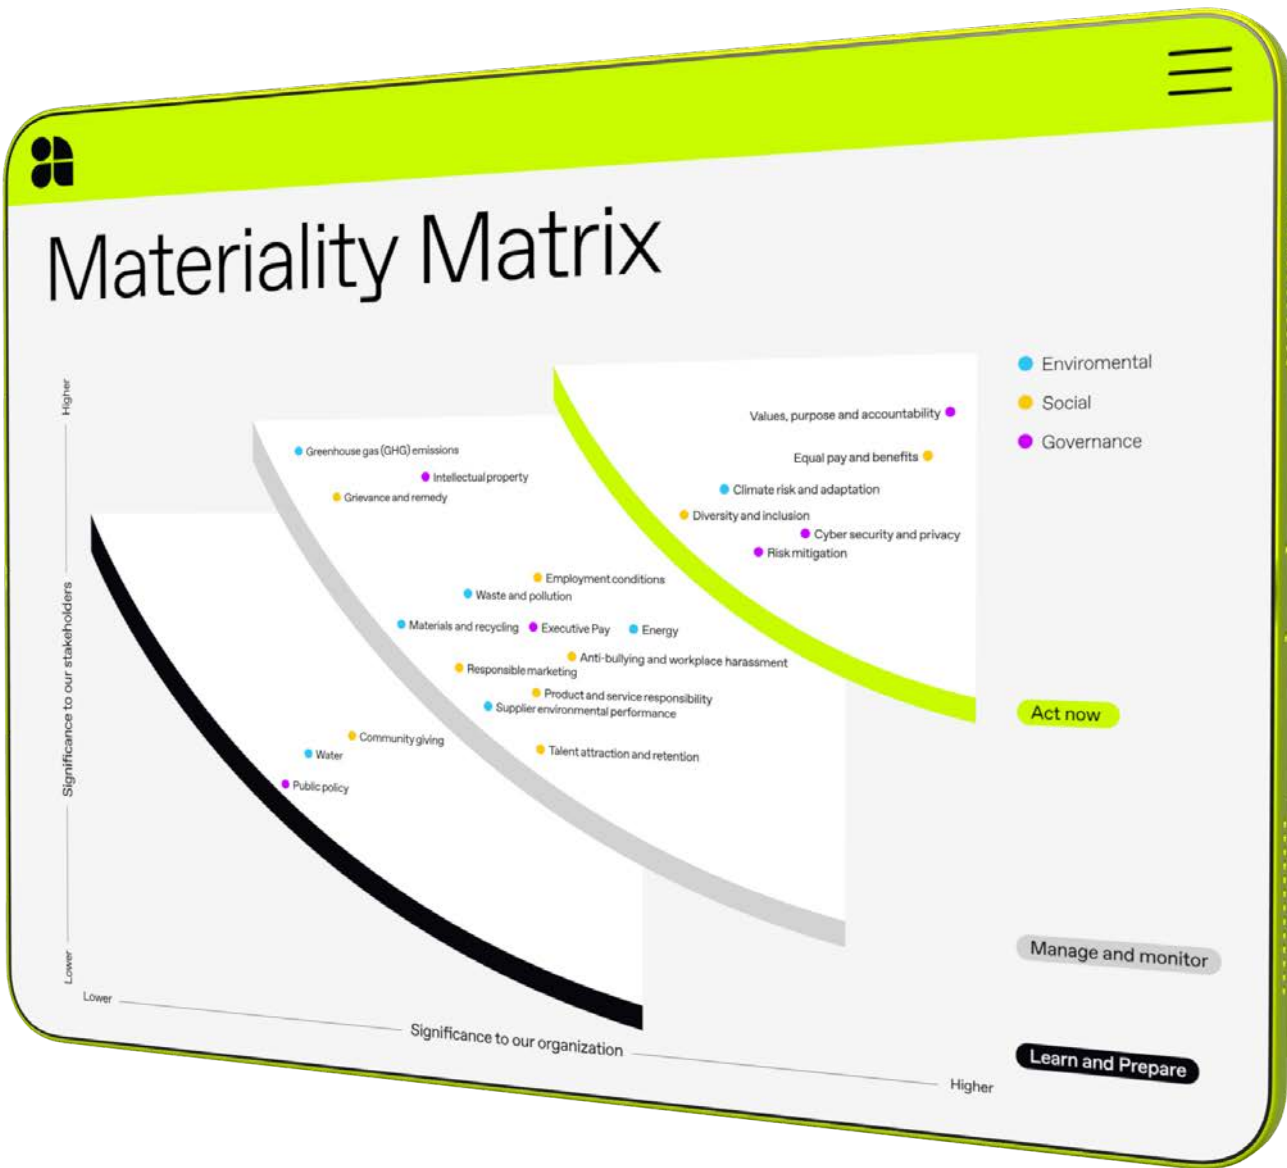 Materiality Matrix
Enviromental
Social
Governance
Higher
Significance to our stakeholders
Lower
Values, purpose and accountability
Equal pay and benefits
Climate risk and adaptation
Diversity and inclusion
Cyber security and privacy
Risk mitigation
Greenhouse gas (GHG) emissions
Intellectual property
Grievance and remedy
Employment conditions
Waste and pollution
Materials and recycling
Executive Pay
Energy
Anti-bullying and workplace harassment
Responsible marketing
Product and service responsibility
Supplier environmental performance
Talent attraction and retention
Community giving
Water
Public policy
Act now
Manage and monitor
Learn and Prepare
Lower
Significance to our organization
Higher